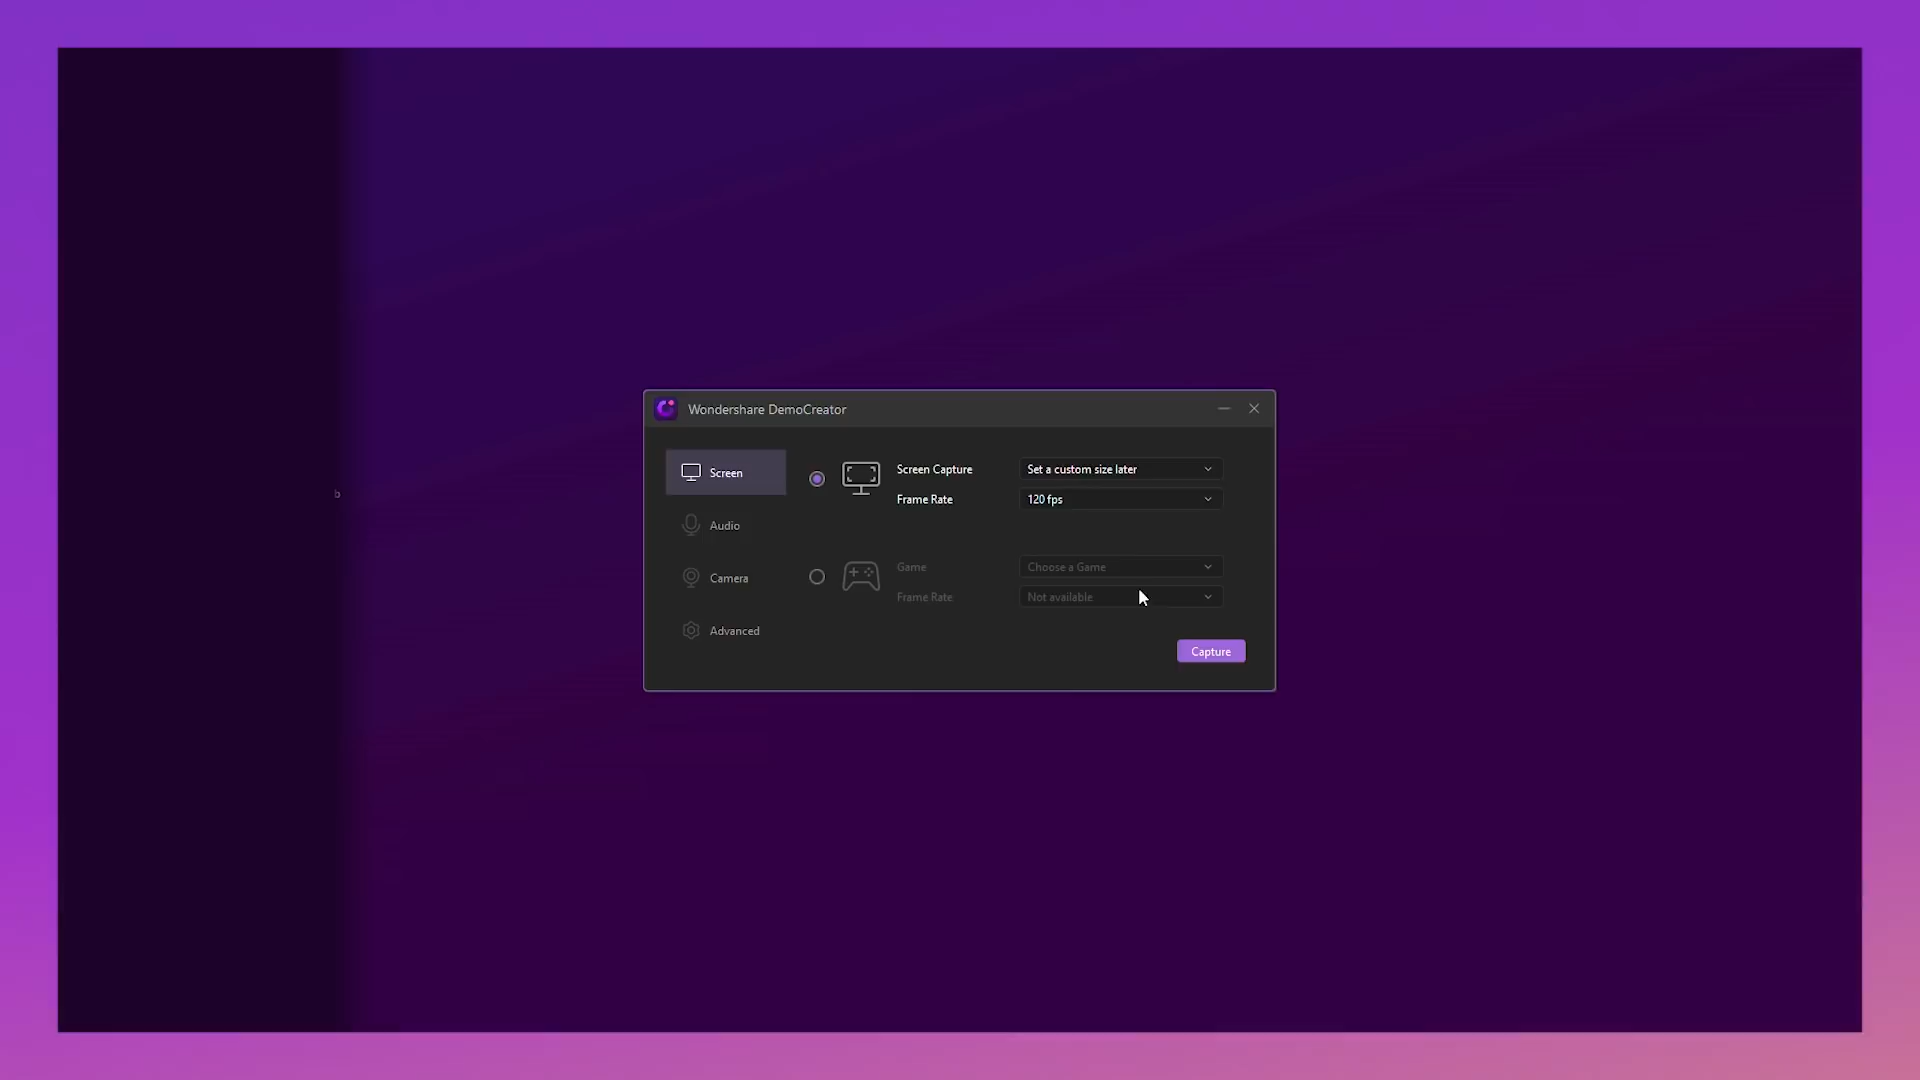 Wondershare DemoCreator
Screen
Screen Capture
Set a custom size later
Frame Rate
120 fps
Audio
Game
Choose a Game
Camera
Frame Rate
Not available
Advanced
Capture
b